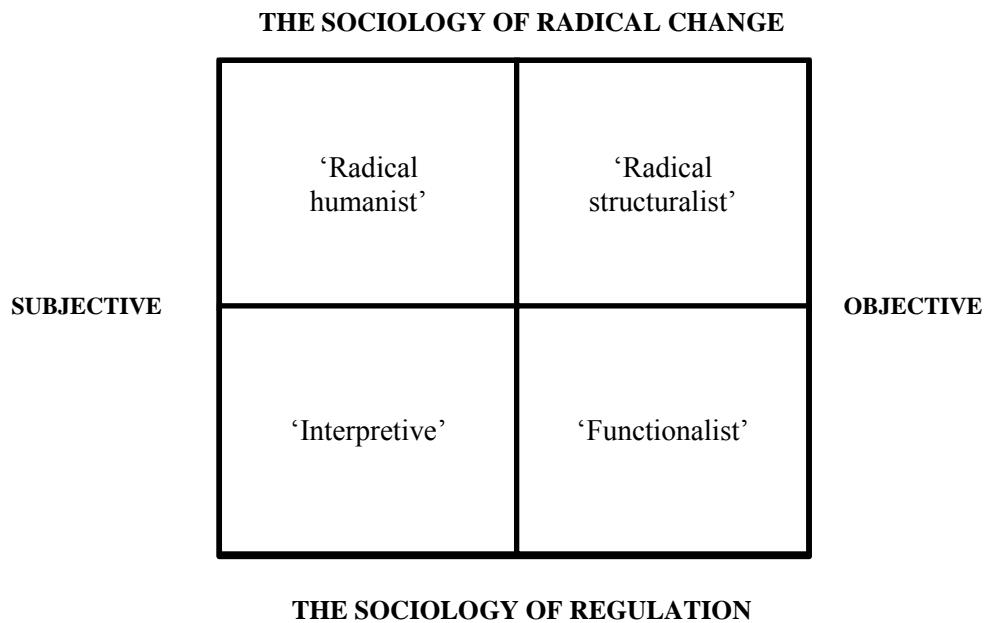 THE SOCIOLOGY OF RADICAL CHANGE
‘Radical
humanist’
‘Radical
structuralist’
SUBJECTIVE
OBJECTIVE
‘Interpretive’
‘Functionalist’
THE SOCIOLOGY OF REGULATION